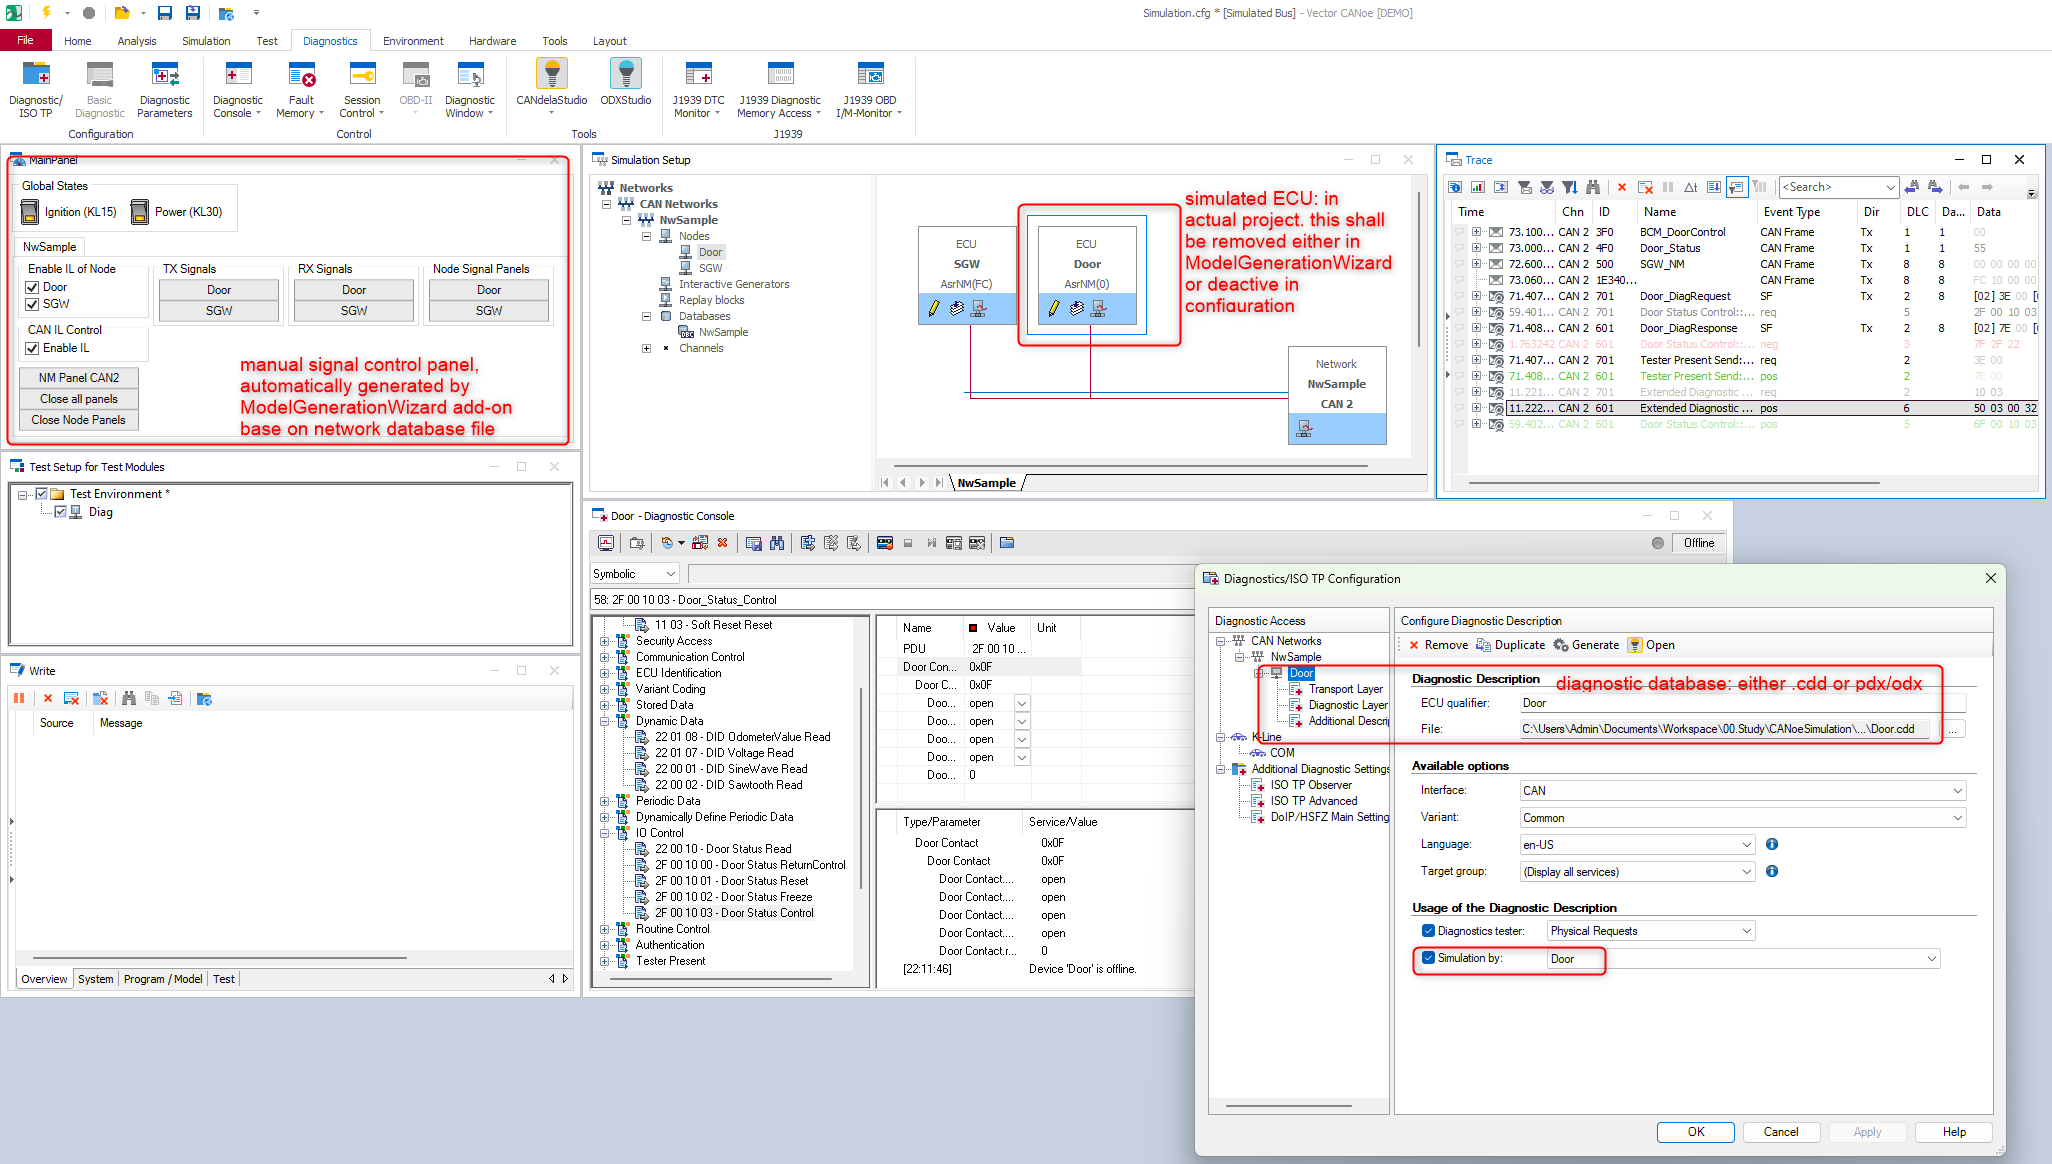 Simulation.cfg * [Simulated Bus] - Vector CANoe [DEMO]
File Home Analysis Simulation Test Diagnostics Environment Hardware Tools Layout
Diagnostic/ ISO TP
Basic Diagnostic
Diagnostic Parameters
Diagnostic Console
Fault Memory
Session Control
OBD-II
Diagnostic Window
CANdelaStudio
ODXStudio
J1939 DTC Monitor
J1939 Diagnostic Memory Access
J1939 OBD I/M-Monitor
Configuration
Control
Tools
J1939
MainPanel
Global States
Ignition (KL15) Power (KL30)
NwSample
Enable IL of Node
Door
SGW
CAN IL Control
Enable IL
TX Signals
Door
SGW
RX Signals
Door
SGW
Node Signal Panels
Door
SGW
NM Panel CAN2
Close all panels
Close Node Panels
manual signal control panel,
automatically generated by
ModelGenerationWizard add-on
base on network database file
Test Setup for Test Modules
Test Environment *
Diag
Write
Source Message
Overview System Program / Model Test
Simulation Setup
Networks
CAN Networks
NwSample
Nodes
Door
SGW
Interactive Generators
Replay blocks
Databases
NwSample
Channels
ECU
SGW
AsrNM(FC)
ECU
Door
AsrNM(0)
simulated ECU: in
actual project. this shall
be removed either in
ModelGenerationWizard
or deactive in
configuration
Network
NwSample
CAN 2
NwSample
Trace
<Search>
Time Chn ID Name Event Type Dir DLC Da... Data
73.100... CAN 2 3F0 BCM_DoorControl CAN Frame Tx 1 1 00
73.000... CAN 2 4F0 Door_Status CAN Frame Tx 1 1 55
72.600... CAN 2 500 SGW_NM CAN Frame Tx 8 8 00 00 00 00
73.060... CAN 2 1E340... CAN Frame Tx 8 8 FC 10 00 00
71.407... CAN 2 701 Door_DiagRequest SF Tx 2 8 [02] 3E 00 [
59.401... CAN 2 701 Door Status Control::... req 5 2F 00 10 03
71.408... CAN 2 601 Door_DiagResponse SF Tx 2 8 [02] 7E 00 [
1.763242 CAN 2 601 Door Status Control::... neg 3 7F 2F 22
71.407... CAN 2 701 Tester Present Send:... req 2 3E 00
71.408... CAN 2 601 Tester Present Send:... pos 2 7E 00
11.221... CAN 2 701 Extended Diagnostic ... req 2 10 03
11.222... CAN 2 601 Extended Diagnostic ... pos 6 50 03 00 32
59.402... CAN 2 601 Door Status Control::... pos 5 6F 00 10 03
Door - Diagnostic Console
Offline
Symbolic
58: 2F 00 10 03 - Door_Status_Control
11 03 - Soft Reset Reset
Security Access
Communication Control
ECU Identification
Variant Coding
Stored Data
Dynamic Data
22 01 08 - DID OdometerValue Read
22 01 07 - DID Voltage Read
22 00 01 - DID SineWave Read
22 00 02 - DID Sawtooth Read
Periodic Data
Dynamically Define Periodic Data
IO Control
22 00 10 - Door Status Read
2F 00 10 00 - Door Status ReturnControl
2F 00 10 01 - Door Status Reset
2F 00 10 02 - Door Status Freeze
2F 00 10 03 - Door Status Control
Routine Control
Authentication
Tester Present
Name Value Unit
PDU 2F 00 10 ...
Door Con... 0x0F
Door C... 0x0F
Doo... open
Doo... open
Doo... open
Doo... open
Doo... 0
Type/Parameter Service/Value
Door Contact 0x0F
Door Contact 0x0F
Door Contact.... open
Door Contact.... open
Door Contact.... open
Door Contact.... open
Door Contact.r... 0
[22:11:46] Device 'Door' is offline.
Diagnostics/ISO TP Configuration
Diagnostic Access
CAN Networks
NwSample
Door
Transport Layer
Diagnostic Layer
Additional Descri
K-Line
COM
Additional Diagnostic Settings
ISO TP Observer
ISO TP Advanced
DoIP/HSFZ Main Setting
Configure Diagnostic Description
Remove Duplicate Generate Open
Diagnostic Description
diagnostic database: either .cdd or pdx/odx
ECU qualifier: Door
File: C:\Users\Admin\Documents\Workspace\00.Study\CANoeSimulation\...\Door.cdd ...
Available options
Interface: CAN
Variant: Common
Language: en-US
Target group: (Display all services)
Usage of the Diagnostic Description
Diagnostics tester: Physical Requests
Simulation by: Door
OK Cancel Apply Help